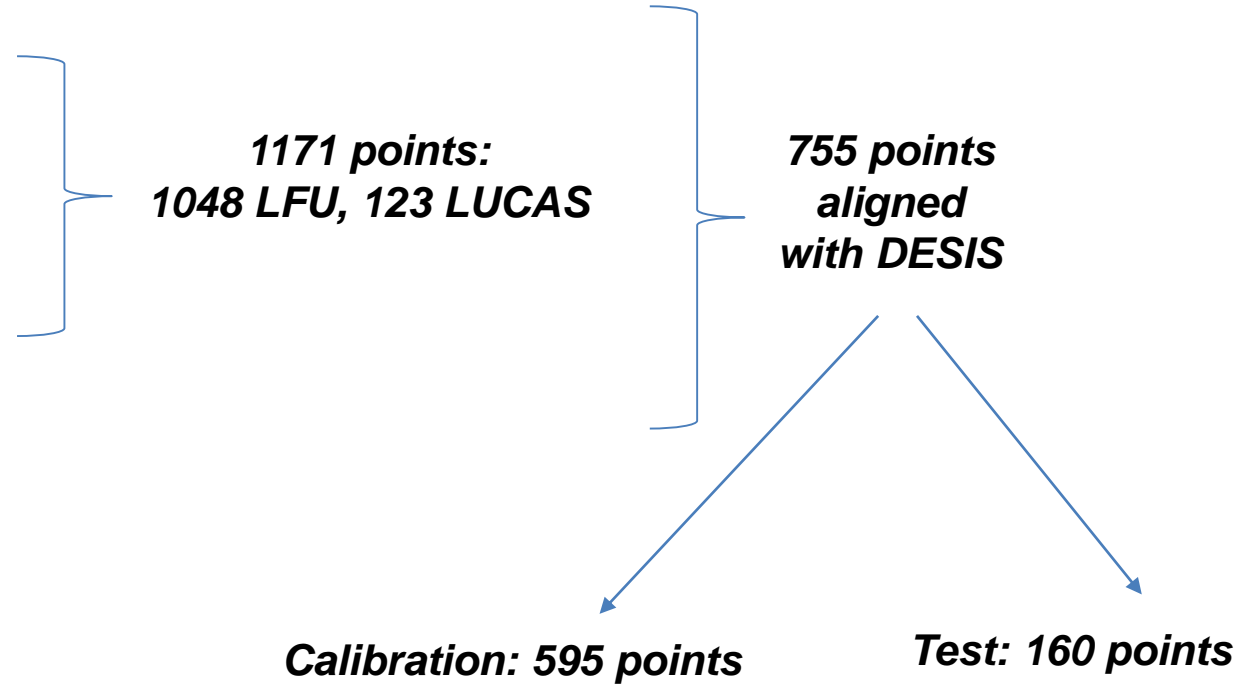 1171 points:
1048 LFU, 123 LUCAS
755 points
aligned
with DESIS
Calibration: 595 points
Test: 160 points